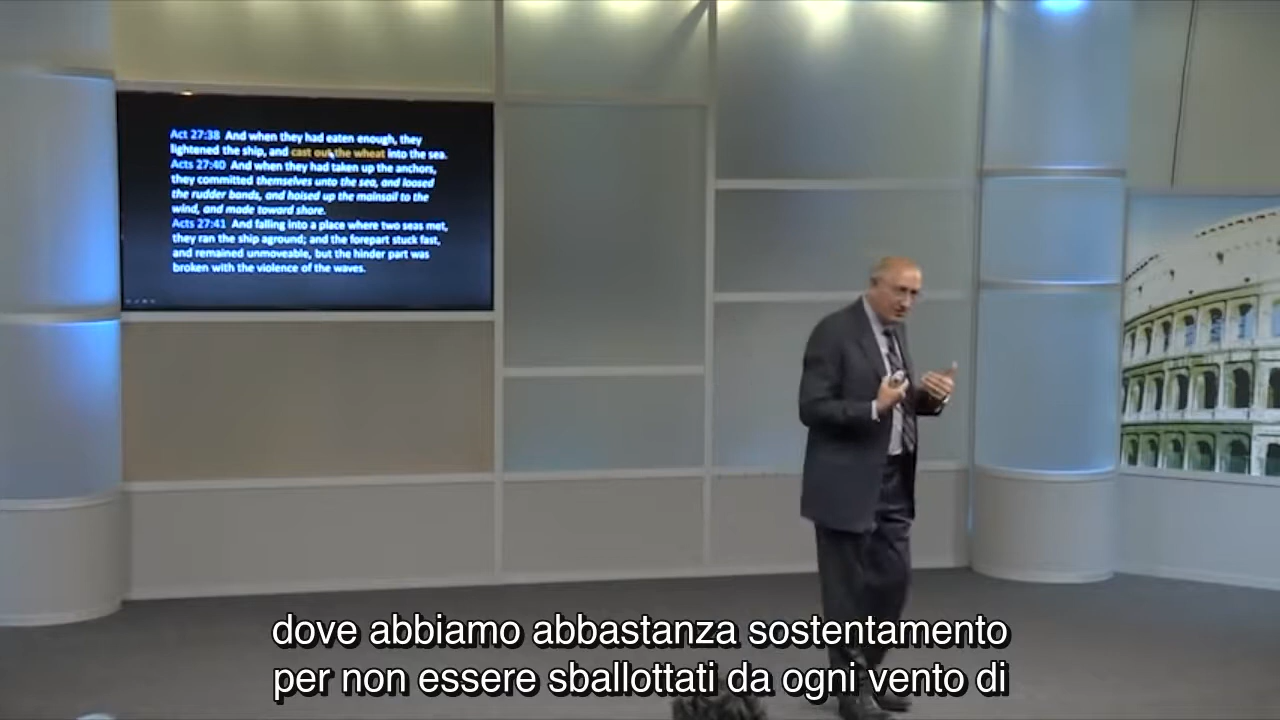 Act 27:38 And when they had eaten enough, they
lightened the ship, and cast out the wheat into the sea.
Acts 27:40 And when they had taken up the anchors,
they committed themselves unto the sea, and loosed
the rudder bands, and hoised up the mainsail to the
wind, and made toward shore.
Acts 27:41 And falling into a place where two seas met,
they ran the ship aground; and the forepart stuck fast,
and remained unmoveable, but the hinder part was
broken with the violence of the waves.
dove abbiamo abbastanza sostentamento
per non essere sballottati da ogni vento di